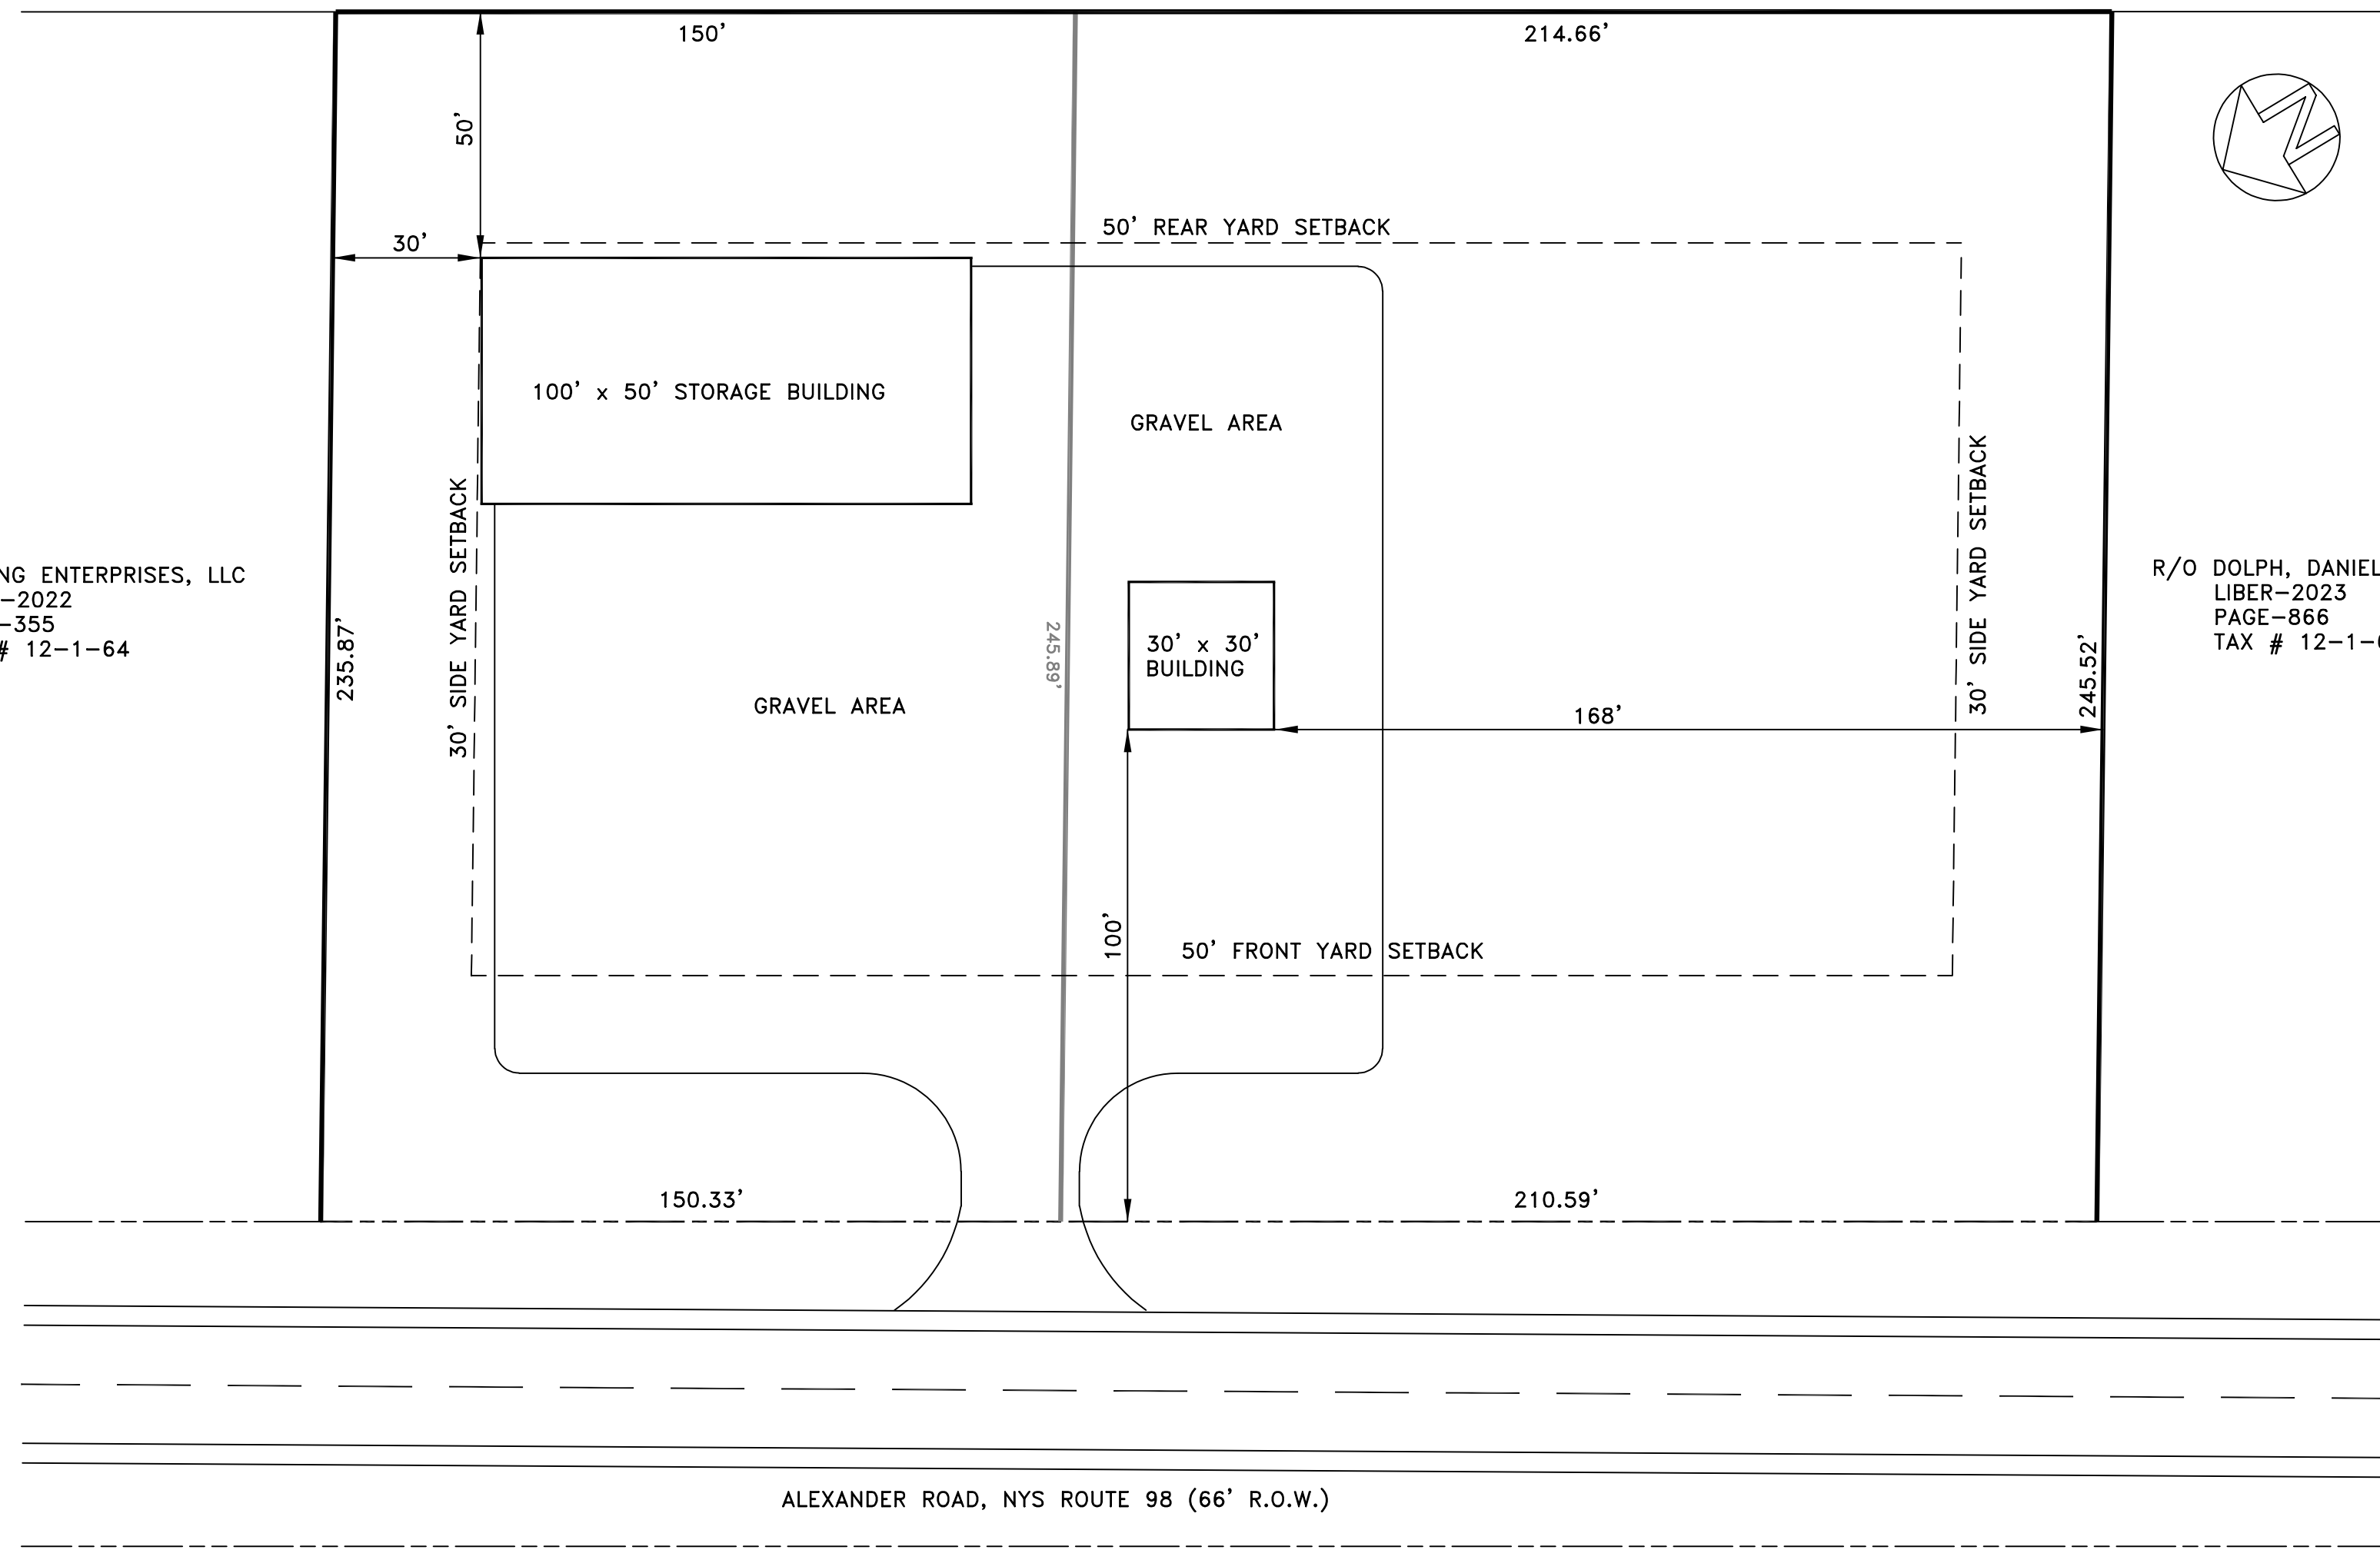 150'
214.66'
N
50'
50' REAR YARD SETBACK
30'
100' x 50' STORAGE BUILDING
GRAVEL AREA
30' SIDE YARD SETBACK
30' SIDE YARD SETBACK
NG ENTERPRISES, LLC
-2022
-355
# 12-1-64
235.87'
245.89'
30' x 30'
BUILDING
245.52'
R/O DOLPH, DANIEL
LIBER-2023
PAGE-866
TAX # 12-1-
GRAVEL AREA
168'
100'
50' FRONT YARD SETBACK
150.33'
210.59'
ALEXANDER ROAD, NYS ROUTE 98 (66' R.O.W.)